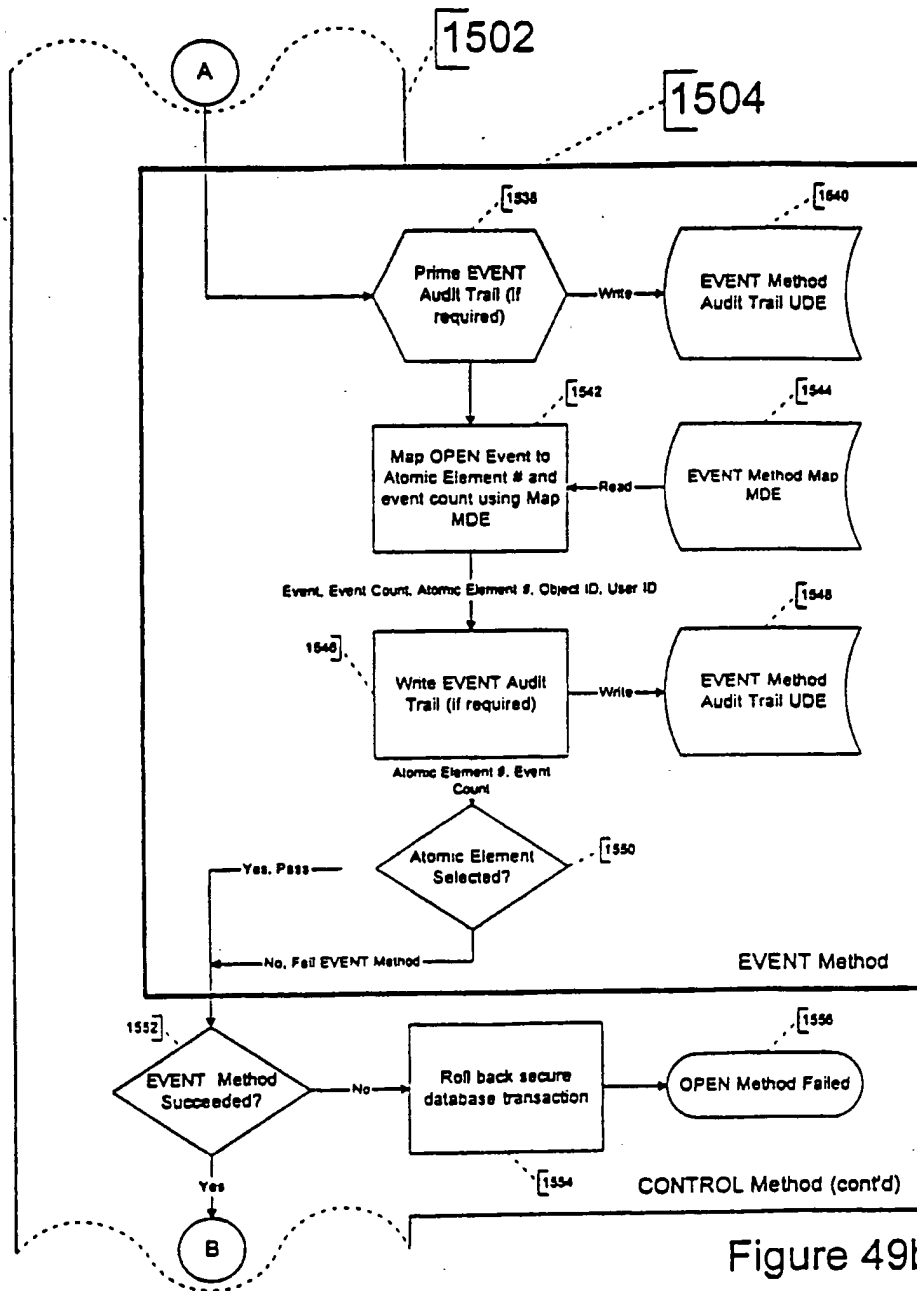 1502
A
1504
1538
1540
Prime EVENT
Audit Trail (if
required)
Write
EVENT Method
Audit Trail UDE
1542
1544
Map OPEN Event to
Atomic Element # and
event count using Map
MDE
Read
EVENT Method Map
MDE
Event, Event Count, Atomic Element #, Object ID, User ID
1546
1548
Write EVENT Audit
Trail (if required)
Write
EVENT Method
Audit Trail UDE
Atomic Element #, Event
Count
1550
Atomic Element
Selected?
Yes, Pass
No, Fail EVENT Method
EVENT Method
1552
1556
EVENT Method
Succeeded?
No
Roll back secure
database transaction
OPEN Method Failed
Yes
1554
CONTROL Method (cont'd)
B
Figure 49b